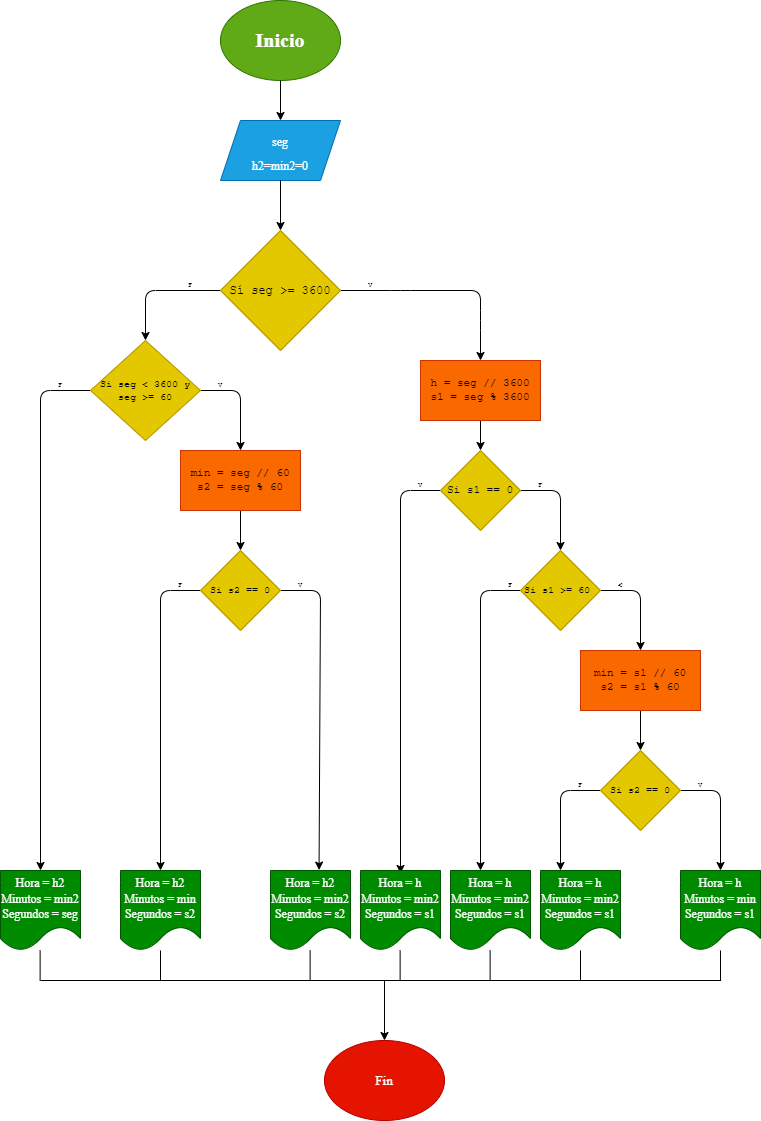 Inicio
seg
h2=min2=0
Sí seg >= 3600
F
v
Si seg < 3600 y
seg >= 60
F
v
h = seg // 3600
s1 = seg % 3600
min = seg // 60
s2 = seg % 60
Si s1 == 0
v
F
Si s2 == 0
F
v
Si s1 >= 60
F
<
min = s1 // 60
s2 = s1 % 60
Si s2 == 0
F
v
Hora = h2
Minutos = min2
Segundos = seg
Hora = h2
Minutos = min
Segundos = s2
Hora = h2
Minutos = min2
Segundos = s2
Hora = h
Minutos = min2
Segundos = s1
Hora = h
Minutos = min2
Segundos = s1
Hora = h
Minutos = min2
Segundos = s1
Hora = h
Minutos = min
Segundos = s1
Fin